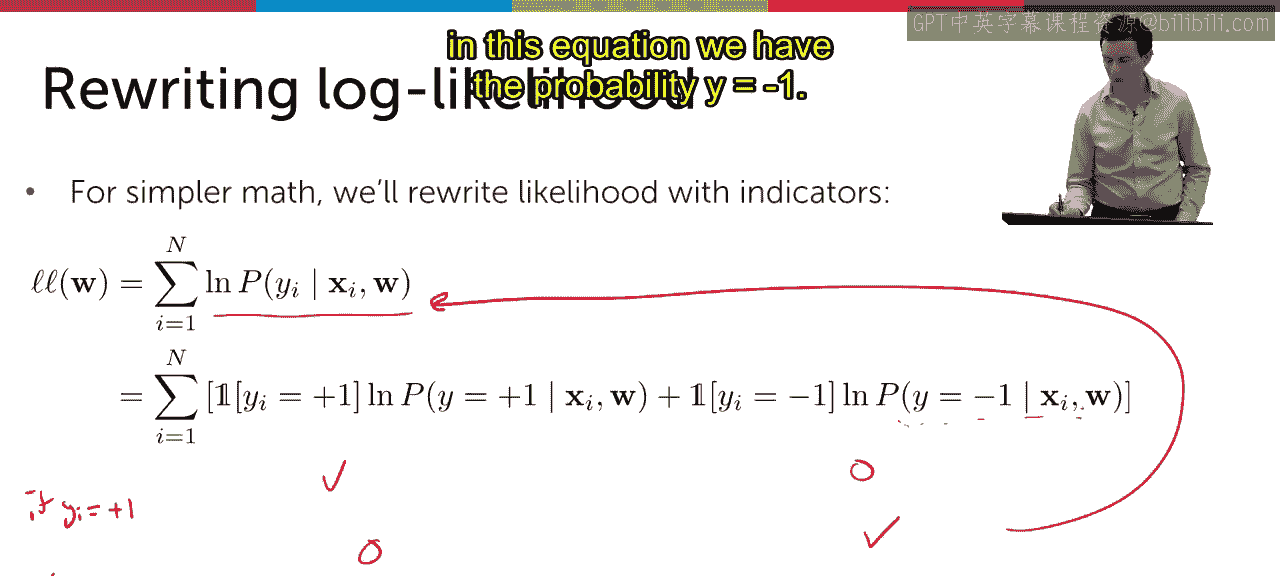 GPT中英字幕课程资源@bilibili.com
in this equation we have
the probability y = -1.
Rewriting log-likelihood
• For simpler math, we'll rewrite likelihood with indicators:
ℓℓ(w) = ∑_{i=1}^{N} ln P(y_i | x_i, w)
= ∑_{i=1}^{N} [𝟙[y_i = +1] ln P(y = +1 | x_i, w) + 𝟙[y_i = −1] ln P(y = −1 | x_i, w)]
✓ 0
if y_i = +1
0 ✓